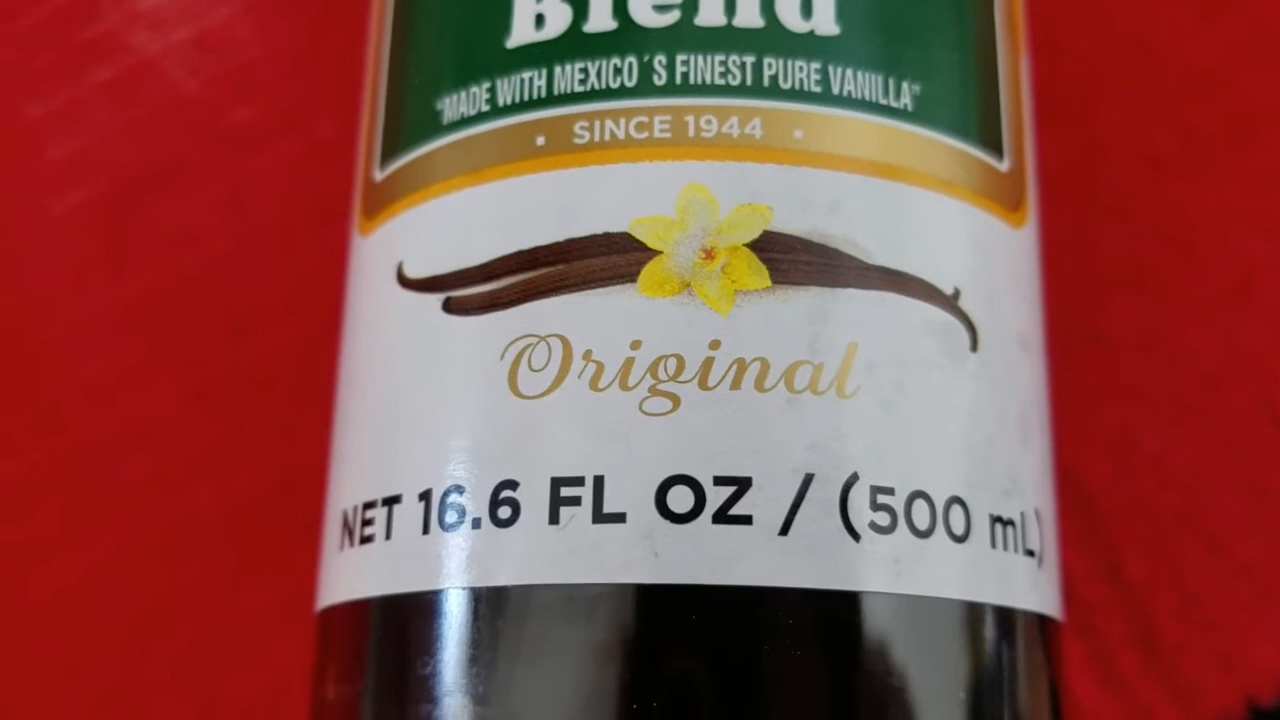 Blend
"MADE WITH MEXICO´S FINEST PURE VANILLA"
· SINCE 1944 ·
Original
NET 16.6 FL OZ / (500 mL)